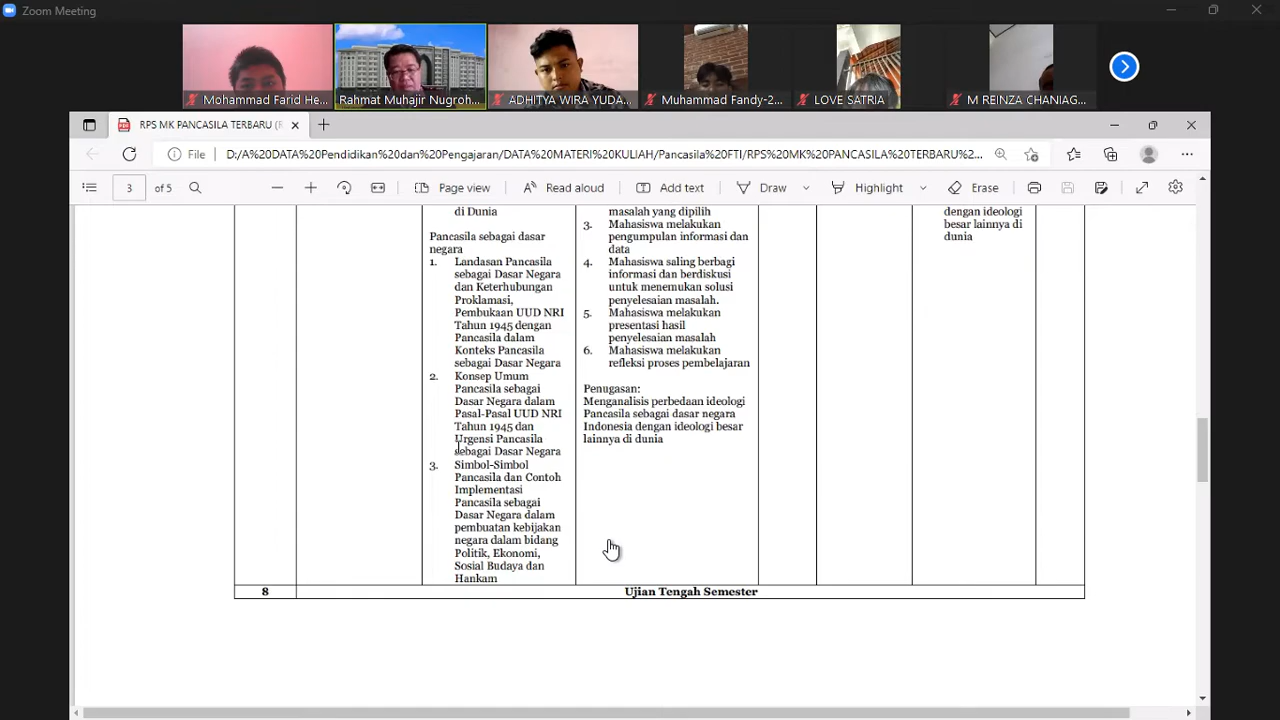 Zoom Meeting
Mohammad Farid He...
Rahmat Muhajir Nugroh...
ADHITYA WIRA YUDA...
Muhammad Fandy-2...
LOVE SATRIA
M REINZA CHANIAG...
RPS MK PANCASILA TERBARU (R
File
D:/A%20DATA%20Pendidikan%20dan%20Pengajaran/DATA%20MATERI%20KULIAH/Pancasila%20FTI/RPS%20MK%20PANCASILA%20TERBARU%2...
3 of 5
Page view
Read aloud
Add text
Draw
Highlight
Erase
di Dunia
Pancasila sebagai dasar
negara
1. Landasan Pancasila
sebagai Dasar Negara
dan Keterhubungan
Proklamasi,
Pembukaan UUD NRI
Tahun 1945 dengan
Pancasila dalam
Konteks Pancasila
sebagai Dasar Negara
2. Konsep Umum
Pancasila sebagai
Dasar Negara dalam
Pasal-Pasal UUD NRI
Tahun 1945 dan
Urgensi Pancasila
sebagai Dasar Negara
3. Simbol-Simbol
Pancasila dan Contoh
Implementasi
Pancasila sebagai
Dasar Negara dalam
pembuatan kebijakan
negara dalam bidang
Politik, Ekonomi,
Sosial Budaya dan
Hankam
masalah yang dipilih
3. Mahasiswa melakukan
pengumpulan informasi dan
data
4. Mahasiswa saling berbagi
informasi dan berdiskusi
untuk menemukan solusi
penyelesaian masalah.
5. Mahasiswa melakukan
presentasi hasil
penyelesaian masalah
6. Mahasiswa melakukan
refleksi proses pembelajaran
Penugasan:
Menganalisis perbedaan ideologi
Pancasila sebagai dasar negara
Indonesia dengan ideologi besar
lainnya di dunia
dengan ideologi
besar lainnya di
dunia
8 Ujian Tengah Semester